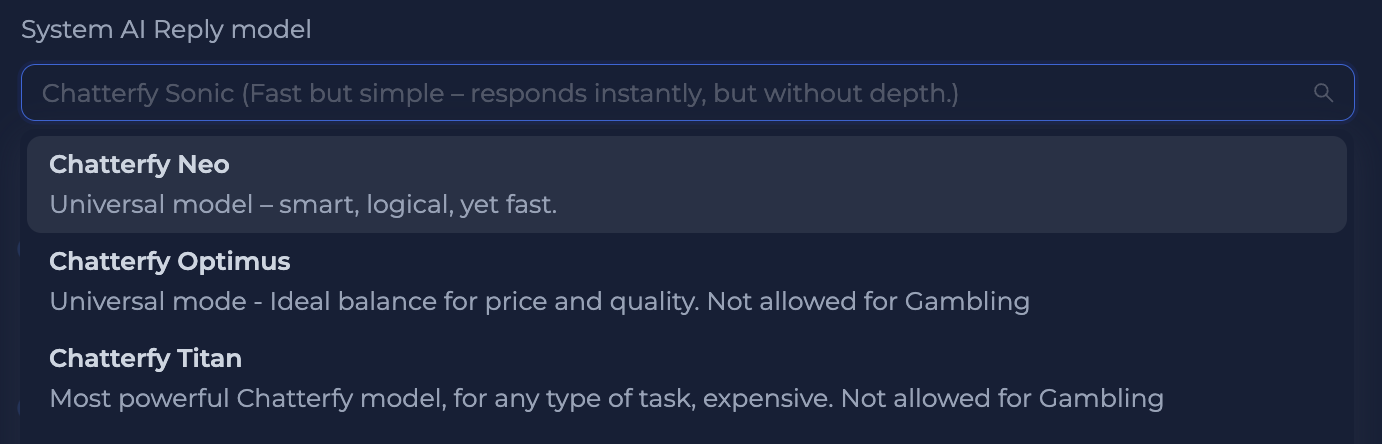 System AI Reply model
Chatterfy Sonic (Fast but simple – responds instantly, but without depth.)
Chatterfy Neo
Universal model – smart, logical, yet fast.
Chatterfy Optimus
Universal mode - Ideal balance for price and quality. Not allowed for Gambling
Chatterfy Titan
Most powerful Chatterfy model, for any type of task, expensive. Not allowed for Gambling